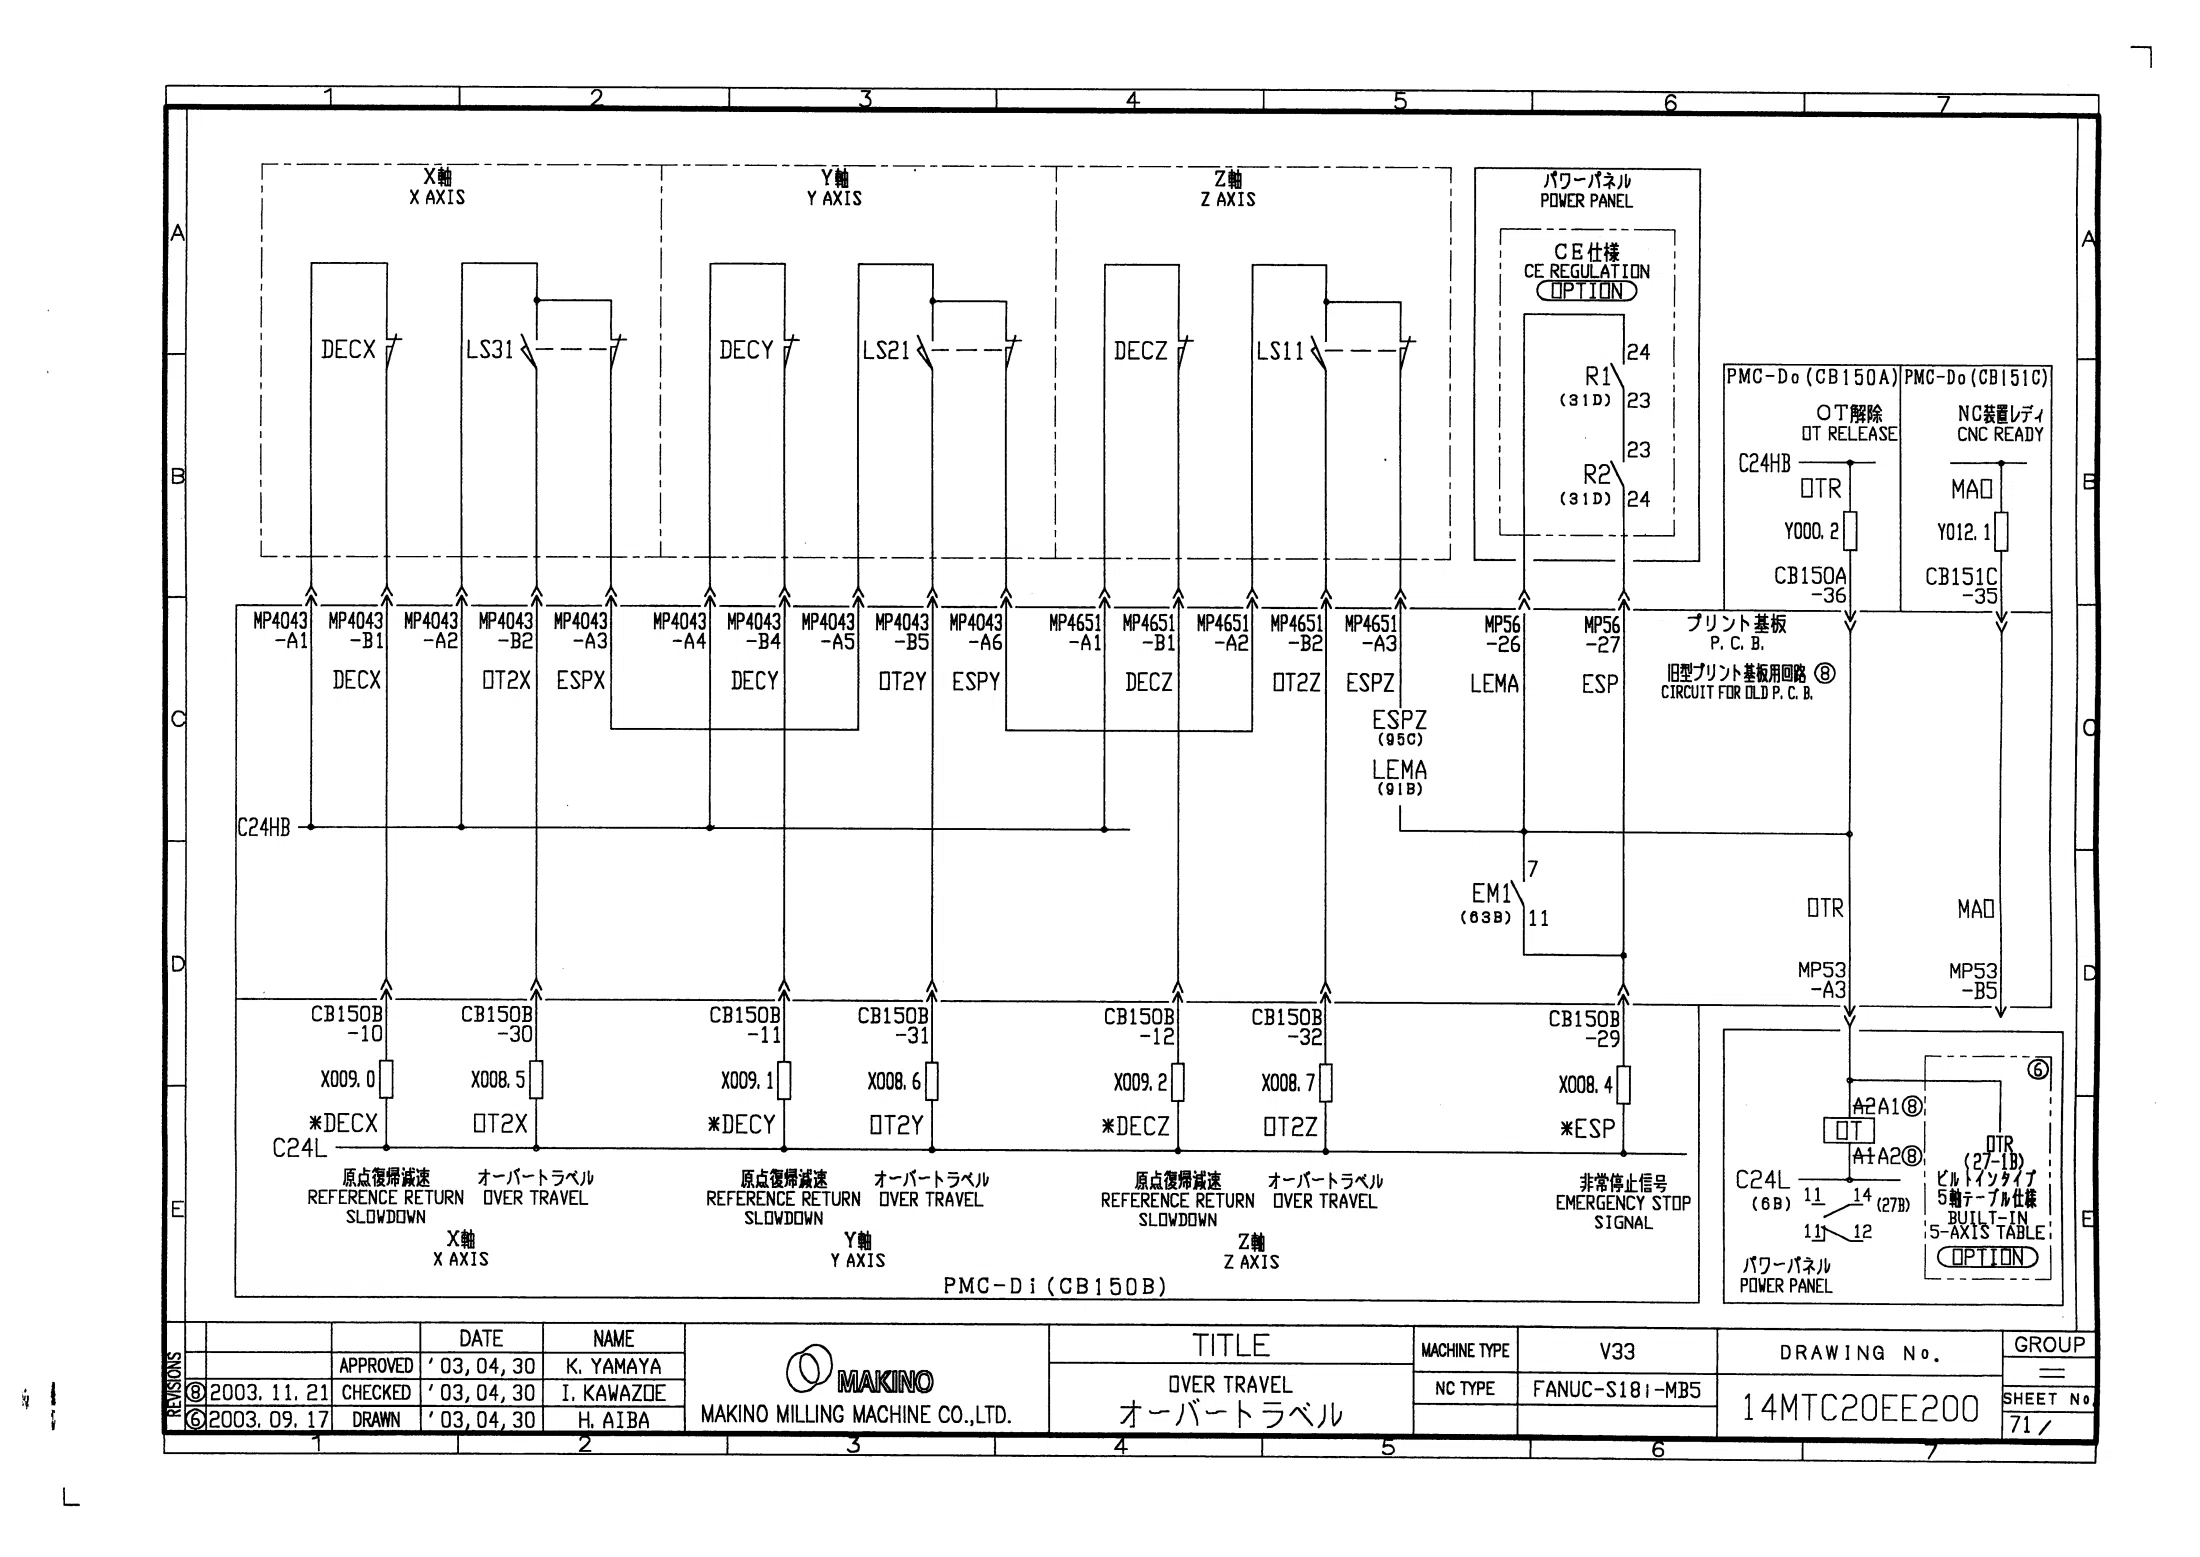 1 2 3 4 5 6 7
X軸
X AXIS
Y軸
Y AXIS
Z軸
Z AXIS
パワーパネル
POWER PANEL
CE仕様
CE REGULATION
OPTION
A
A
DECX
LS31
DECY
LS21
DECZ
LS11
24
R1
(31D)
23
23
R2
(31D)
24
PMC-Do(CB150A)
PMC-Do(CB151C)
OT解除
OT RELEASE
NC装置レディ
CNC READY
C24HB
OTR
MAO
Y000.2
Y012.1
CB150A
-36
CB151C
-35
B
B
MP4043
-A1
MP4043
-B1
MP4043
-A2
MP4043
-B2
MP4043
-A3
MP4043
-A4
MP4043
-B4
MP4043
-A5
MP4043
-B5
MP4043
-A6
MP4651
-A1
MP4651
-B1
MP4651
-A2
MP4651
-B2
MP4651
-A3
MP56
-26
MP56
-27
プリント基板
P.C.B.
旧型プリント基板用回路 ⑧
CIRCUIT FOR OLD P.C.B.
DECX
OT2X
ESPX
DECY
OT2Y
ESPY
DECZ
OT2Z
ESPZ
LEMA
ESP
C
C
ESPZ
(95C)
LEMA
(91B)
C24HB
7
EM1
(63B)
11
OTR
MAO
D
D
MP53
-A3
MP53
-B5
CB150B
-10
CB150B
-30
CB150B
-11
CB150B
-31
CB150B
-12
CB150B
-32
CB150B
-29
X009.0
X008.5
X009.1
X008.6
X009.2
X008.7
X008.4
*DECX
OT2X
*DECY
OT2Y
*DECZ
OT2Z
*ESP
C24L
原点復帰減速
REFERENCE RETURN
SLOWDOWN
オーバートラベル
OVER TRAVEL
X軸
X AXIS
原点復帰減速
REFERENCE RETURN
SLOWDOWN
オーバートラベル
OVER TRAVEL
Y軸
Y AXIS
原点復帰減速
REFERENCE RETURN
SLOWDOWN
オーバートラベル
OVER TRAVEL
Z軸
Z AXIS
非常停止信号
EMERGENCY STOP
SIGNAL
PMC-Di(CB150B)
⑥
A2A1⑧
OT
A1A2⑧
C24L
(6B)
11 14 (27B)
11 12
パワーパネル
POWER PANEL
OTR
(27-1B)
ビルトインタイプ
5軸テーブル仕様
BUILT-IN
5-AXIS TABLE
OPTION
E
E
REVISIONS
DATE NAME
APPROVED '03,04,30 K. YAMAYA
⑧ 2003.11.21 CHECKED '03,04,30 I. KAWAZOE
⑥ 2003.09.17 DRAWN '03,04,30 H. AIBA
MAKINO
MAKINO MILLING MACHINE CO.,LTD.
TITLE
OVER TRAVEL
オーバートラベル
MACHINE TYPE V33
NC TYPE FANUC-S18i-MB5
DRAWING No.
14MTC20EE200
GROUP
=
SHEET No.
71/
1 2 3 4 5 6 7